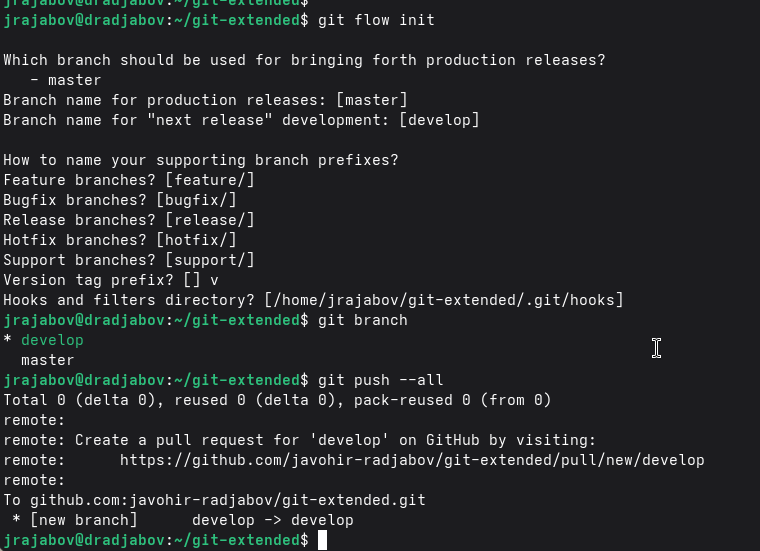 jrajabov@dradjabov:~/git-extended$
jrajabov@dradjabov:~/git-extended$ git flow init

Which branch should be used for bringing forth production releases?
   - master
Branch name for production releases: [master]
Branch name for "next release" development: [develop]

How to name your supporting branch prefixes?
Feature branches? [feature/]
Bugfix branches? [bugfix/]
Release branches? [release/]
Hotfix branches? [hotfix/]
Support branches? [support/]
Version tag prefix? [] v
Hooks and filters directory? [/home/jrajabov/git-extended/.git/hooks]
jrajabov@dradjabov:~/git-extended$ git branch
* develop
  master
jrajabov@dradjabov:~/git-extended$ git push --all
Total 0 (delta 0), reused 0 (delta 0), pack-reused 0 (from 0)
remote:
remote: Create a pull request for 'develop' on GitHub by visiting:
remote:      https://github.com/javohir-radjabov/git-extended/pull/new/develop
remote:
To github.com:javohir-radjabov/git-extended.git
 * [new branch]      develop -> develop
jrajabov@dradjabov:~/git-extended$